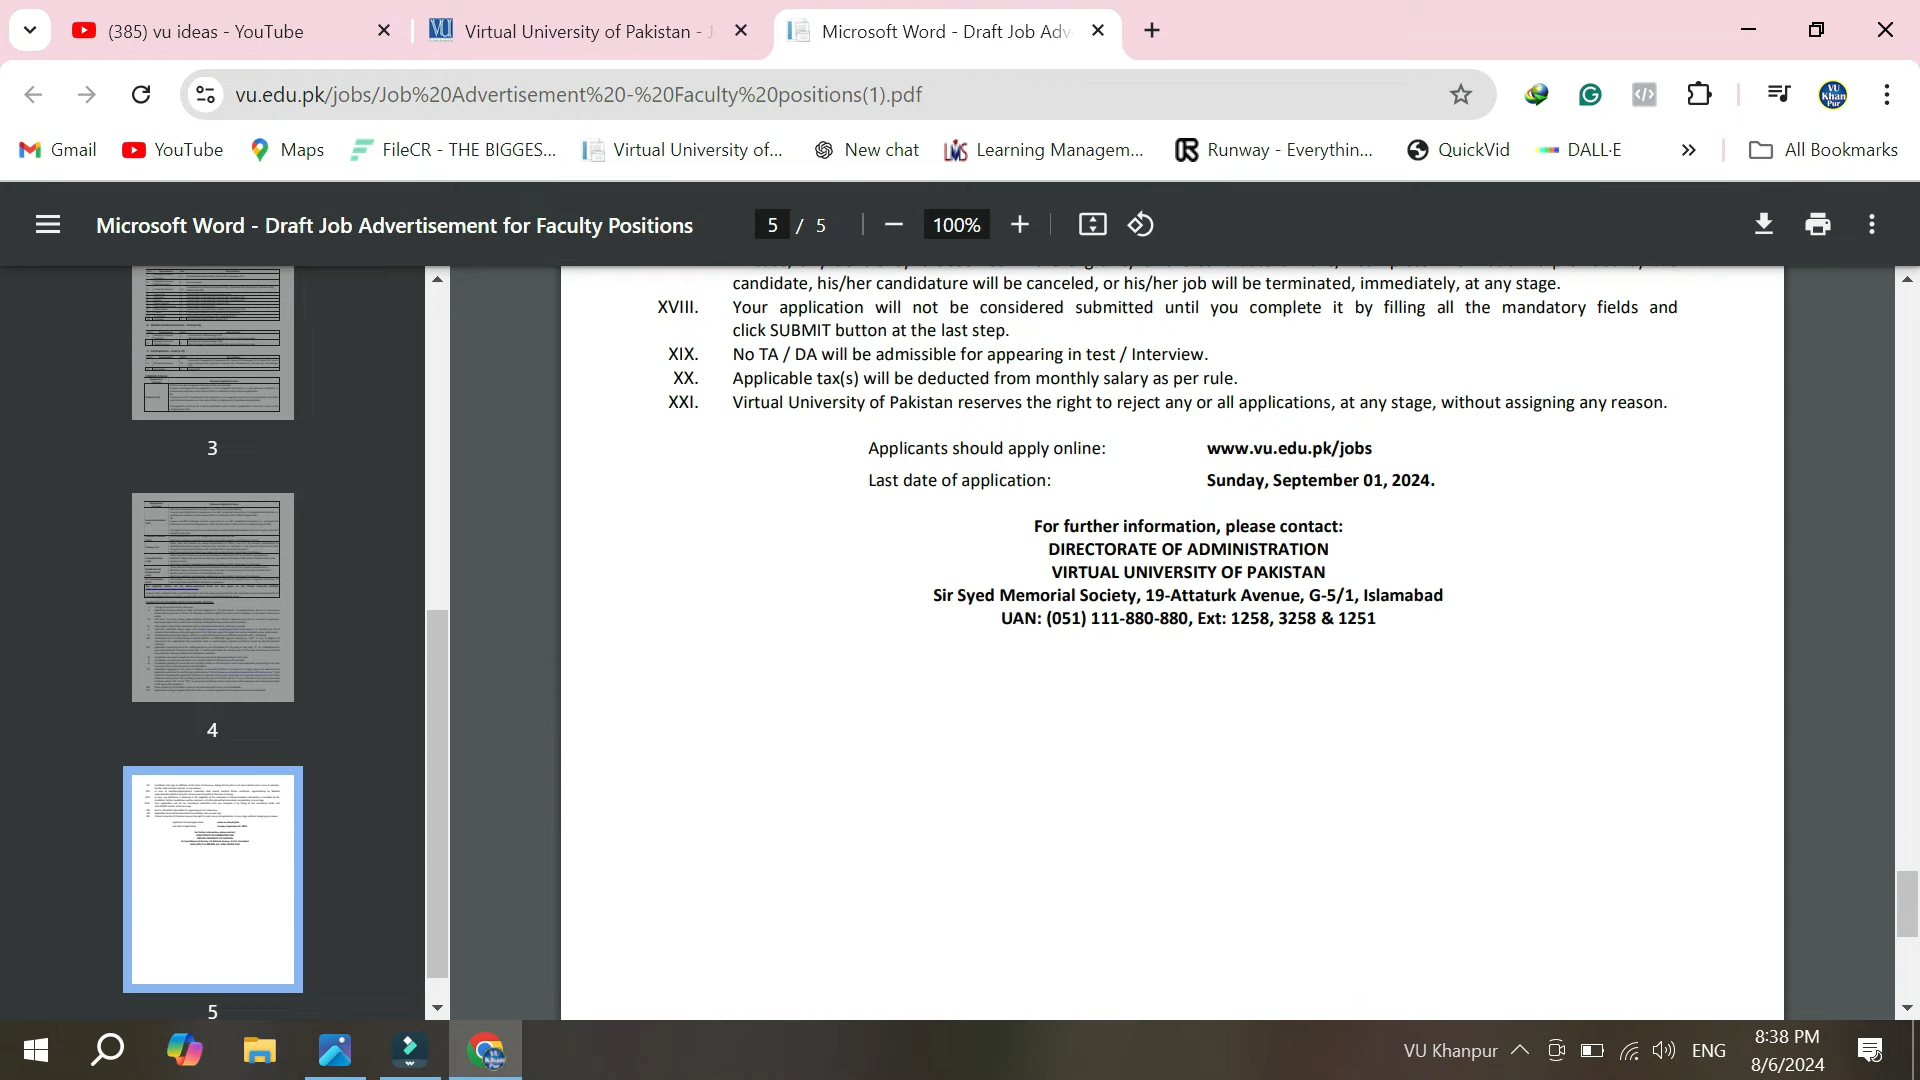 (385) vu ideas - YouTube
Virtual University of Pakistan - J
Microsoft Word - Draft Job Adv
vu.edu.pk/jobs/Job%20Advertisement%20-%20Faculty%20positions(1).pdf
VU
Khan
Pur
Gmail
YouTube
Maps
FileCR - THE BIGGES...
Virtual University of...
New chat
Learning Managem...
Runway - Everythin...
QuickVid
DALL·E
All Bookmarks
Microsoft Word - Draft Job Advertisement for Faculty Positions
5 / 5
100%
candidate, his/her candidature will be canceled, or his/her job will be terminated, immediately, at any stage.
XVIII. Your application will not be considered submitted until you complete it by filling all the mandatory fields and
click SUBMIT button at the last step.
XIX. No TA / DA will be admissible for appearing in test / Interview.
XX. Applicable tax(s) will be deducted from monthly salary as per rule.
XXI. Virtual University of Pakistan reserves the right to reject any or all applications, at any stage, without assigning any reason.
Applicants should apply online: www.vu.edu.pk/jobs
Last date of application: Sunday, September 01, 2024.
For further information, please contact:
DIRECTORATE OF ADMINISTRATION
VIRTUAL UNIVERSITY OF PAKISTAN
Sir Syed Memorial Society, 19-Attaturk Avenue, G-5/1, Islamabad
UAN: (051) 111-880-880, Ext: 1258, 3258 & 1251
3
4
5
VU Khanpur
ENG
8:38 PM
8/6/2024